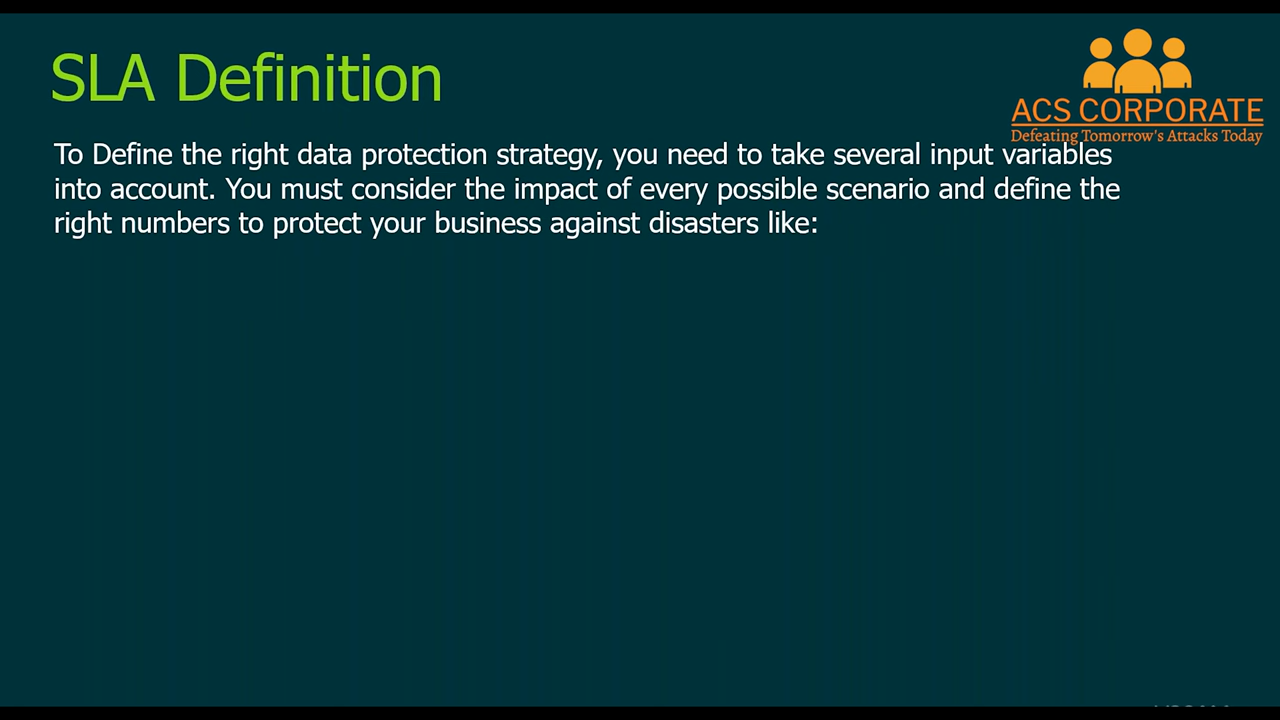 SLA Definition
ACS CORPORATE
Defeating Tomorrow's Attacks Today
To Define the right data protection strategy, you need to take several input variables
into account. You must consider the impact of every possible scenario and define the
right numbers to protect your business against disasters like: